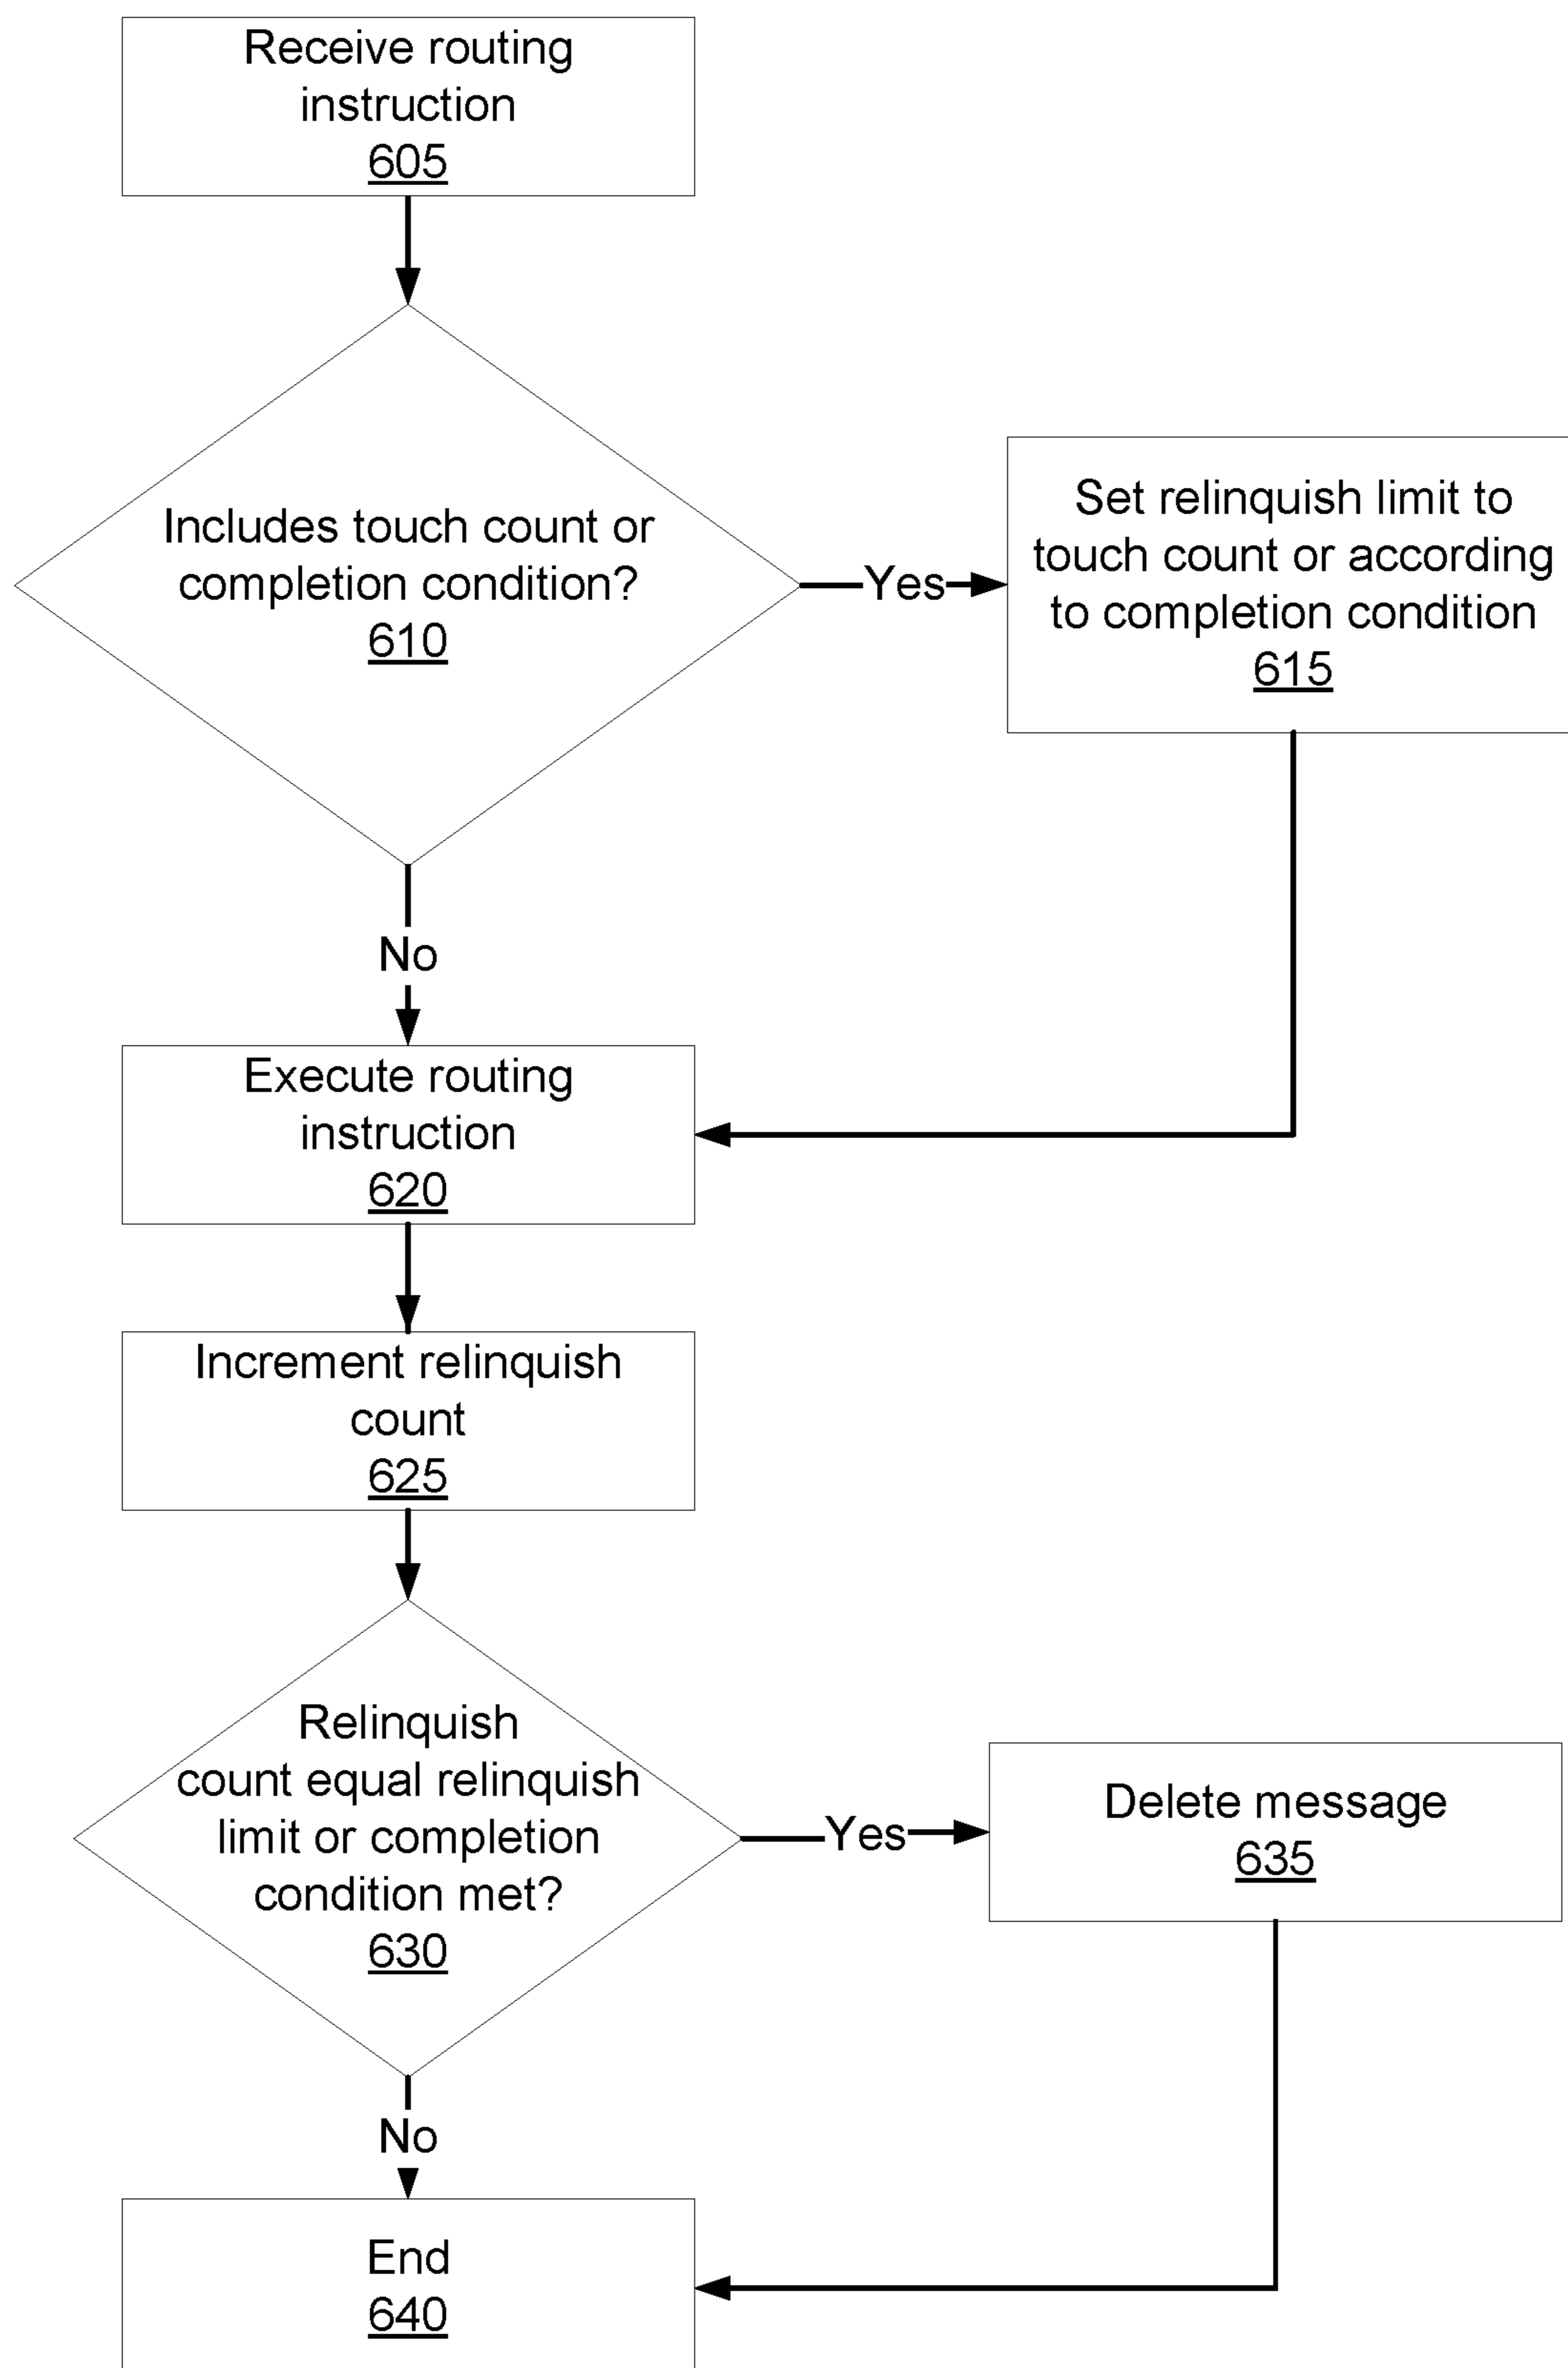 Receive routing
instruction
605
Includes touch count or
completion condition?
610
Yes
Set relinquish limit to
touch count or according
to completion condition
615
No
Execute routing
instruction
620
Increment relinquish
count
625
Relinquish
count equal relinquish
limit or completion
condition met?
630
Yes
Delete message
635
No
End
640